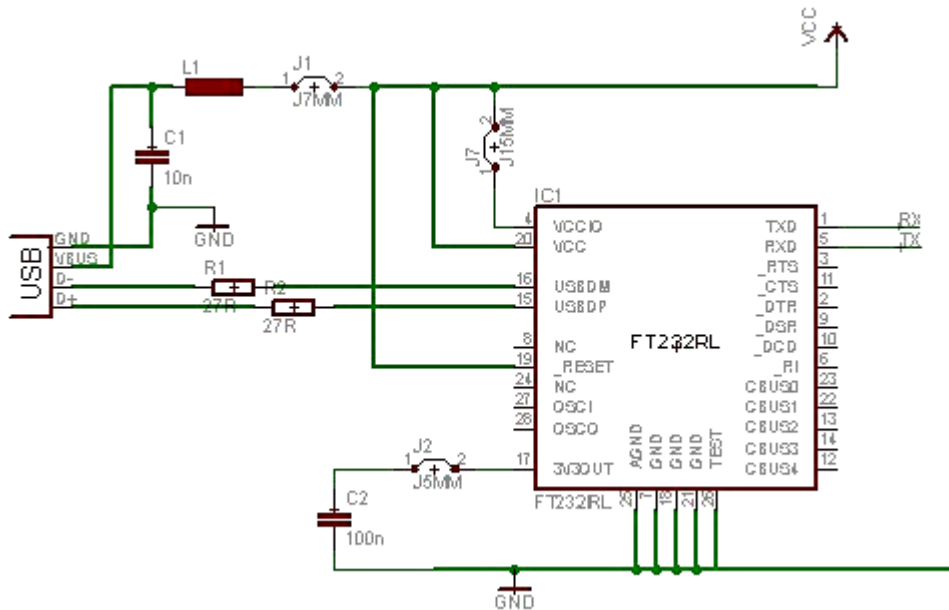 VCC
L1
1
J1
2
J7MM
C1
10n
GND
2
J7
J15MM
1
IC1
4
VCCIO
TXD
1
RX
20
VCC
RXD
5
TX
_RTS
3
USB
GND
VBUS
D-
D+
R1
27R
R2
27R
16
USBDM
_CTS
11
15
USBDP
_DTR
2
_DSR
9
8
NC
FT232RL
_DCD
10
19
_RESET
_RI
6
24
NC
CBUS0
23
27
OSCI
CBUS1
22
28
OSCO
CBUS2
13
CBUS3
14
J2
1
2
J5MM
17
3V3OUT
AGND
GND
GND
GND
TEST
CBUS4
12
C2
100n
FT232RL
25
7
18
21
26
GND